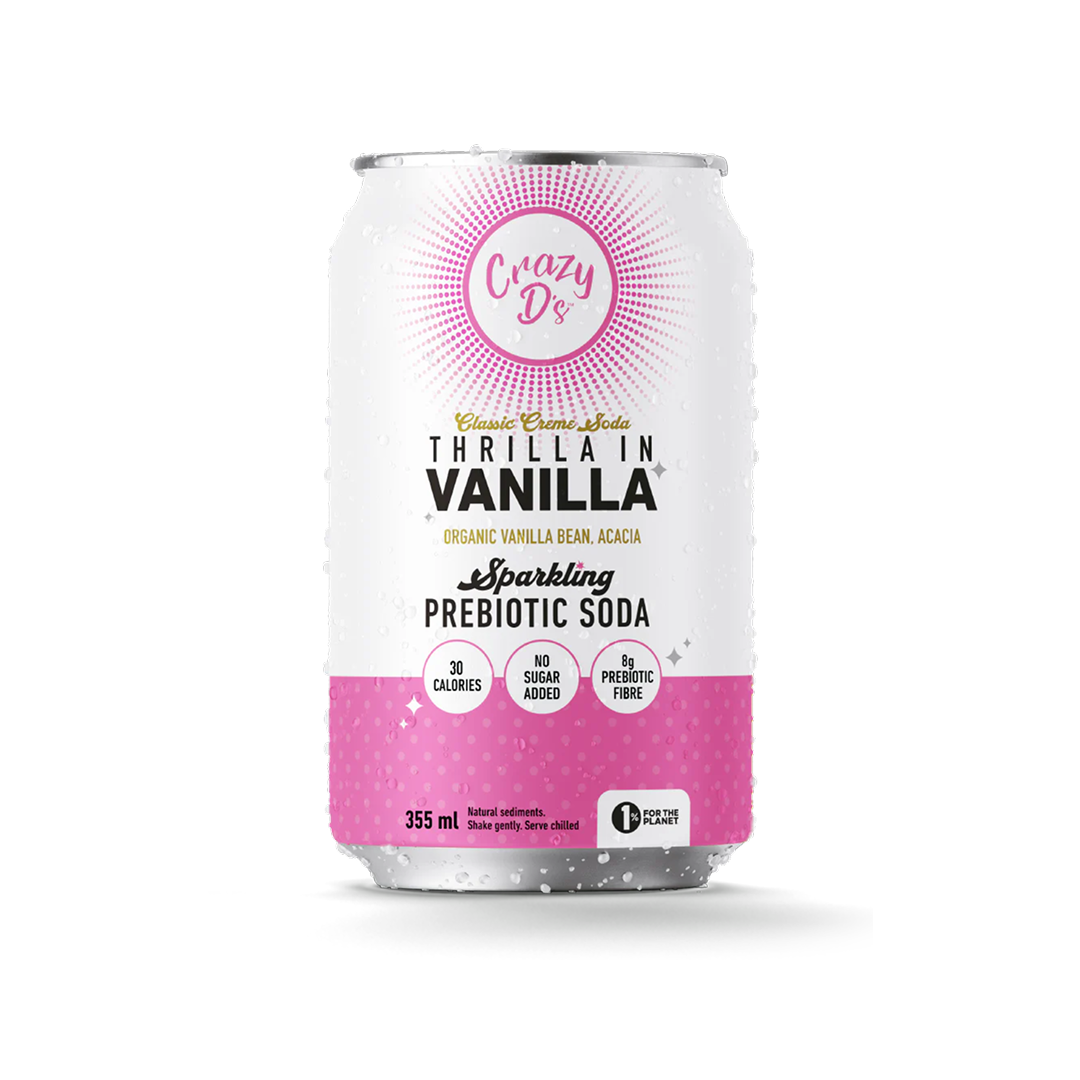 Crazy
D's™
Classic Creme Soda
THRILLA IN
VANILLA
ORGANIC VANILLA BEAN, ACACIA
Sparkling
PREBIOTIC SODA
30
CALORIES
NO
SUGAR
ADDED
8g
PREBIOTIC
FIBRE
355 ml
Natural sediments.
Shake gently. Serve chilled
1%
FOR THE
PLANET